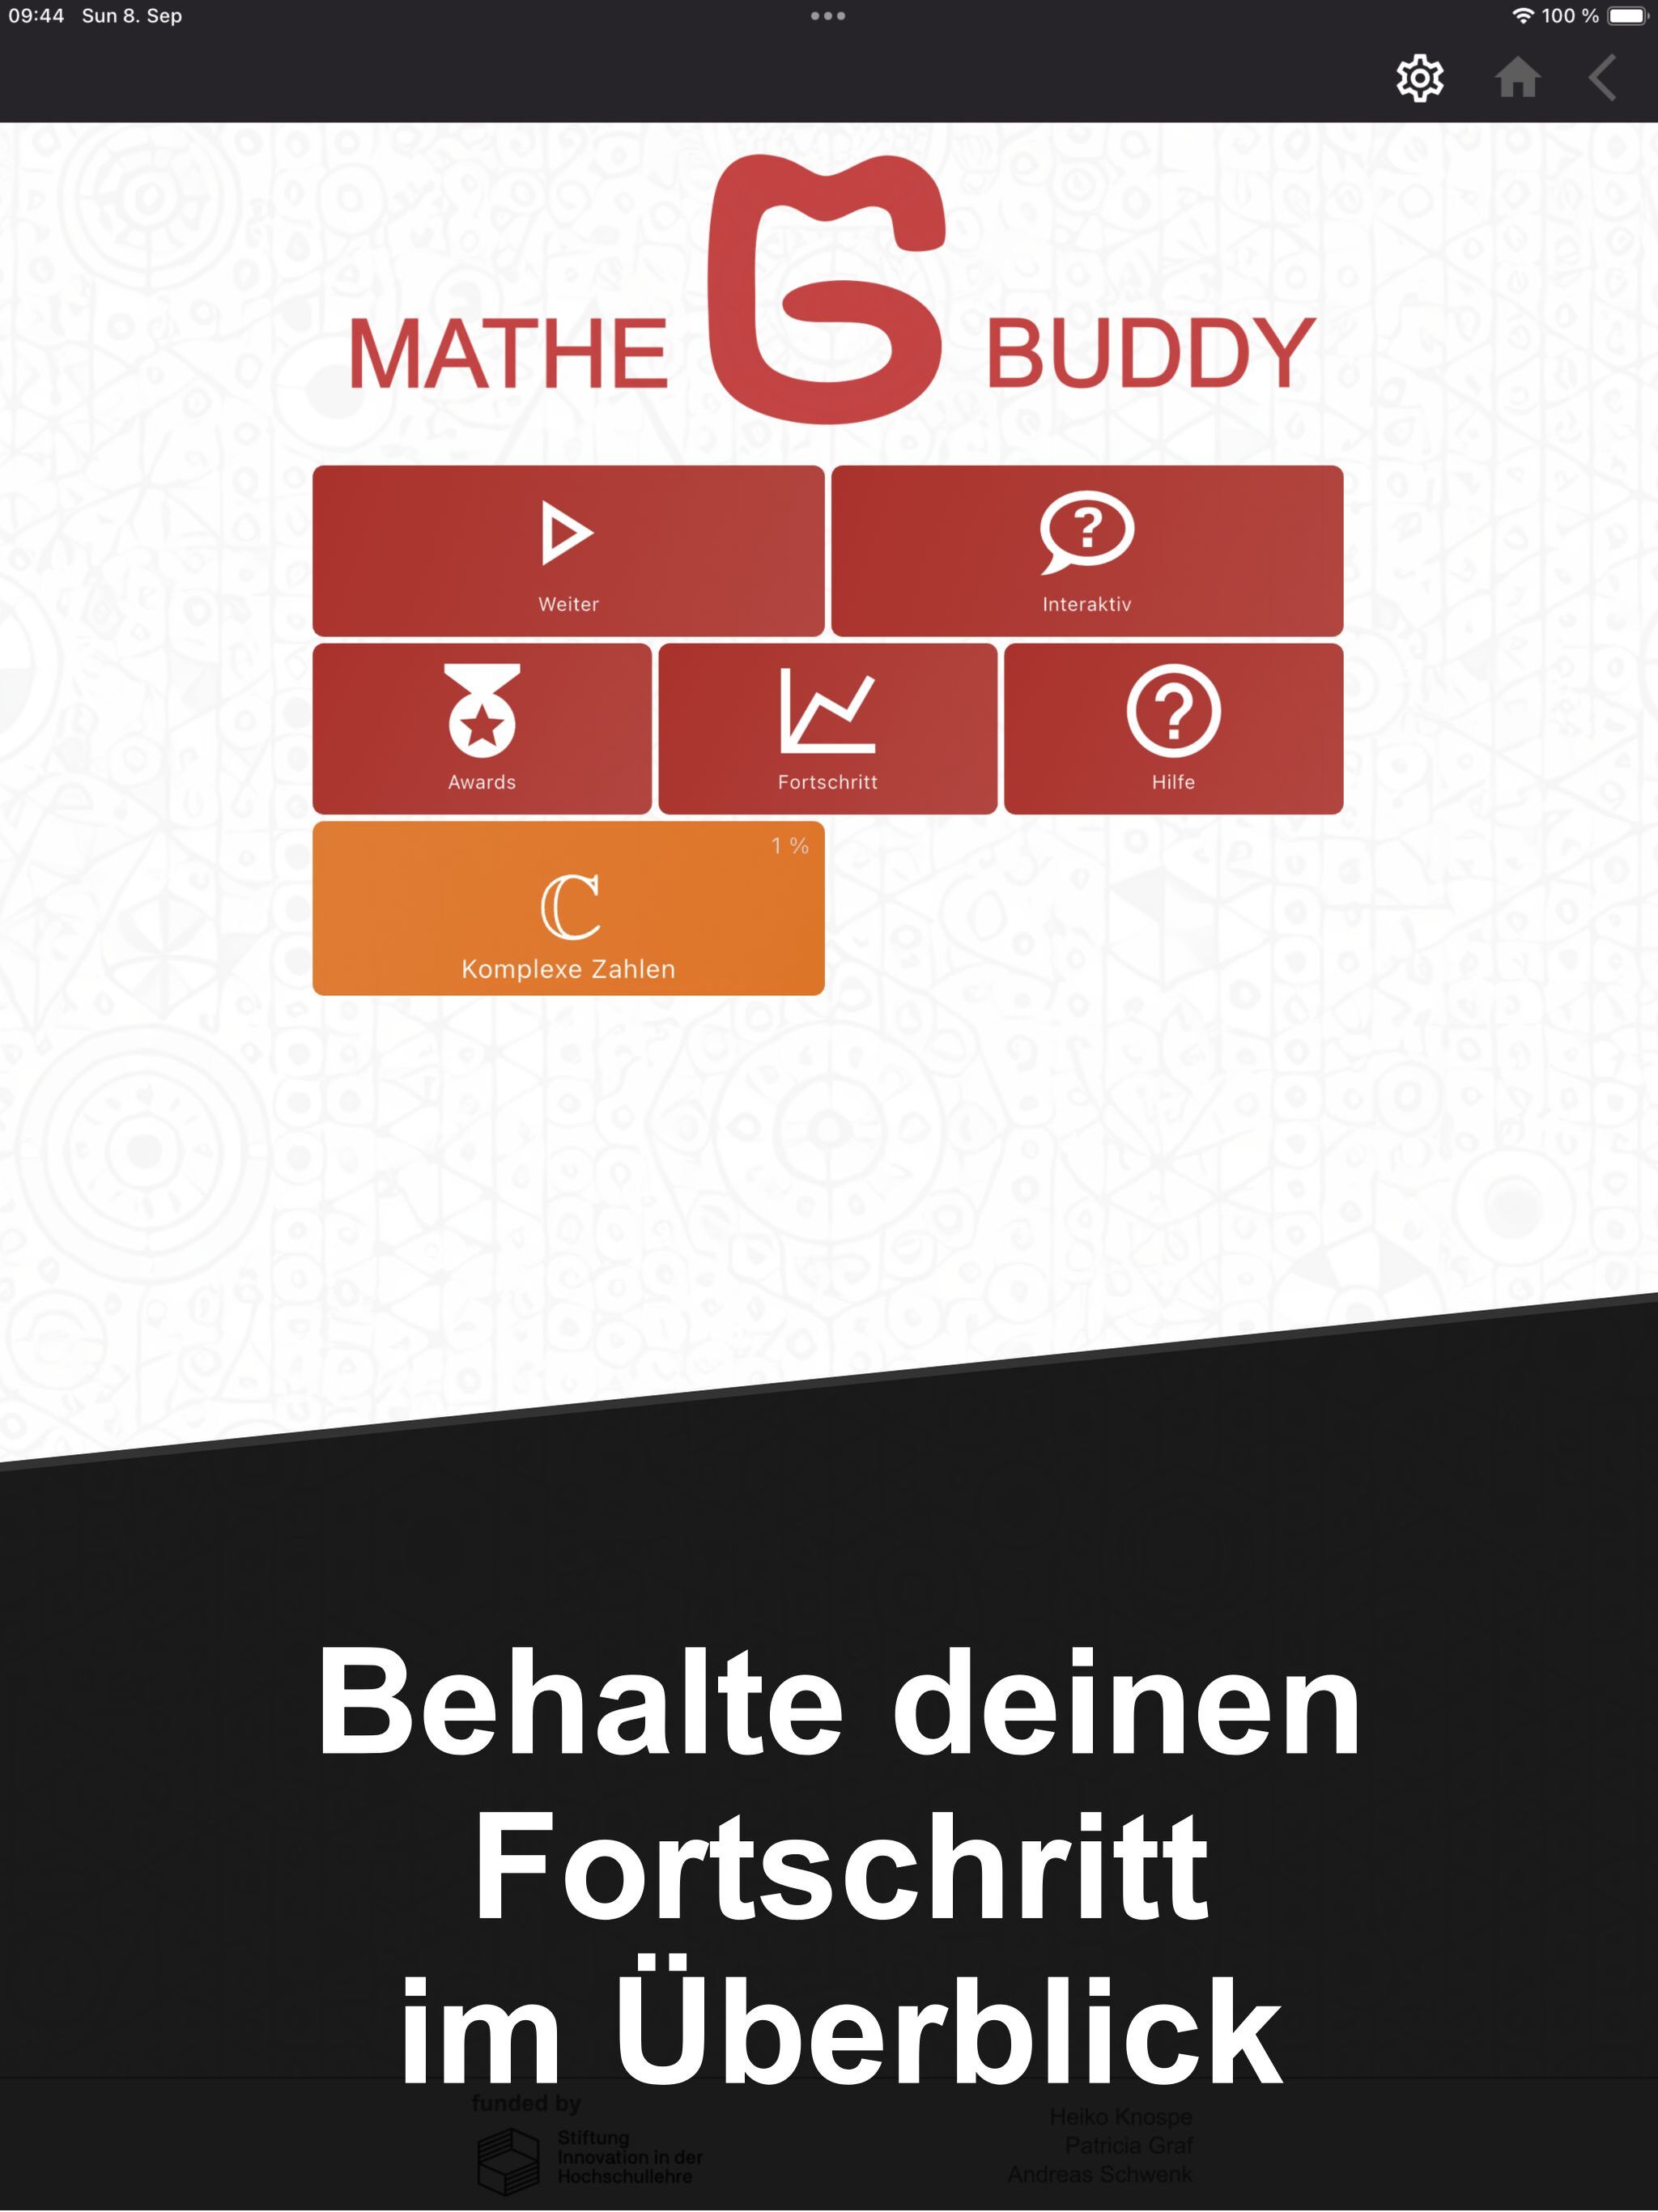 09:44 Sun 8. Sep
100 %
MATHE BUDDY
Weiter
Interaktiv
Awards
Fortschritt
Hilfe
1 %
ℂ
Komplexe Zahlen
Behalte deinen
Fortschritt
im Überblick
funded by
Stiftung
Innovation in der
Hochschullehre
Heiko Knospe
Patricia Graf
Andreas Schwenk